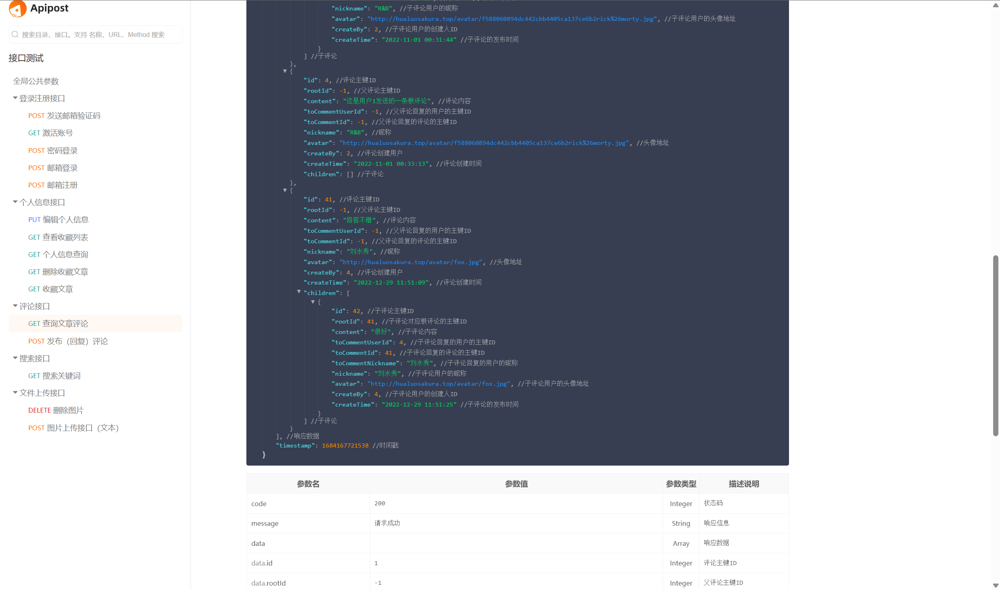 Apipost
搜索目录、接口。支持 名称、URL、Method 搜索
接口测试
全局公共参数
登录注册接口
POST 发送邮箱验证码
GET 激活账号
POST 密码登录
POST 邮箱登录
POST 邮箱注册
个人信息接口
PUT 编辑个人信息
GET 查看收藏列表
GET 个人信息查询
GET 删除收藏文章
GET 收藏文章
评论接口
GET 查询文章评论
POST 发布（回复）评论
搜索接口
GET 搜索关键词
文件上传接口
DELETE 删除图片
POST 图片上传接口（文本）
"nickname": "R&B", //子评论用户的昵称
"avatar": "http://hualuosakura.top/avatar/f588060894dc442cbb4405ca137ce6b2rick%26morty.jpg", //子评论用户的头像地址
"createBy": 2, //子评论用户的创建人ID
"createTime": "2022-11-01 00:31:44" //子评论的发布时间
}
] //子评论
},
{
"id": 4, //评论主键ID
"rootId": -1, //父评论主键ID
"content": "这是用户1发送的一条根评论", //评论内容
"toCommentUserId": -1, //父评论回复的用户的主键ID
"toCommentId": -1, //父评论回复的评论的主键ID
"nickname": "R&B", //昵称
"avatar": "http://hualuosakura.top/avatar/f588060894dc442cbb4405ca137ce6b2rick%26morty.jpg", //头像地址
"createBy": 2, //评论创建用户
"createTime": "2022-11-01 00:33:13", //评论创建时间
"children": [] //子评论
},
{
"id": 41, //评论主键ID
"rootId": -1, //父评论主键ID
"content": "回答不错", //评论内容
"toCommentUserId": -1, //父评论回复的用户的主键ID
"toCommentId": -1, //父评论回复的评论的主键ID
"nickname": "刘水秀", //昵称
"avatar": "http://hualuosakura.top/avatar/fox.jpg", //头像地址
"createBy": 4, //评论创建用户
"createTime": "2022-12-29 11:51:09", //评论创建时间
"children": [
{
"id": 42, //子评论主键ID
"rootId": 41, //子评论对应根评论的主键ID
"content": "很好", //子评论内容
"toCommentUserId": 4, //子评论回复的用户的主键ID
"toCommentId": 41, //子评论回复的评论的主键ID
"toCommentNickname": "刘水秀", //子评论回复的用户的昵称
"nickname": "刘水秀", //子评论用户的昵称
"avatar": "http://hualuosakura.top/avatar/fox.jpg", //子评论用户的头像地址
"createBy": 4, //子评论用户的创建人ID
"createTime": "2022-12-29 11:51:25" //子评论的发布时间
}
] //子评论
}
], //响应数据
"timestamp": 1684167721538 //时间戳
}
参数名 参数值 参数类型 描述说明
code 200 Integer 状态码
message 请求成功 String 响应信息
data Array 响应数据
data.id 1 Integer 评论主键ID
data.rootId -1 Integer 父评论主键ID